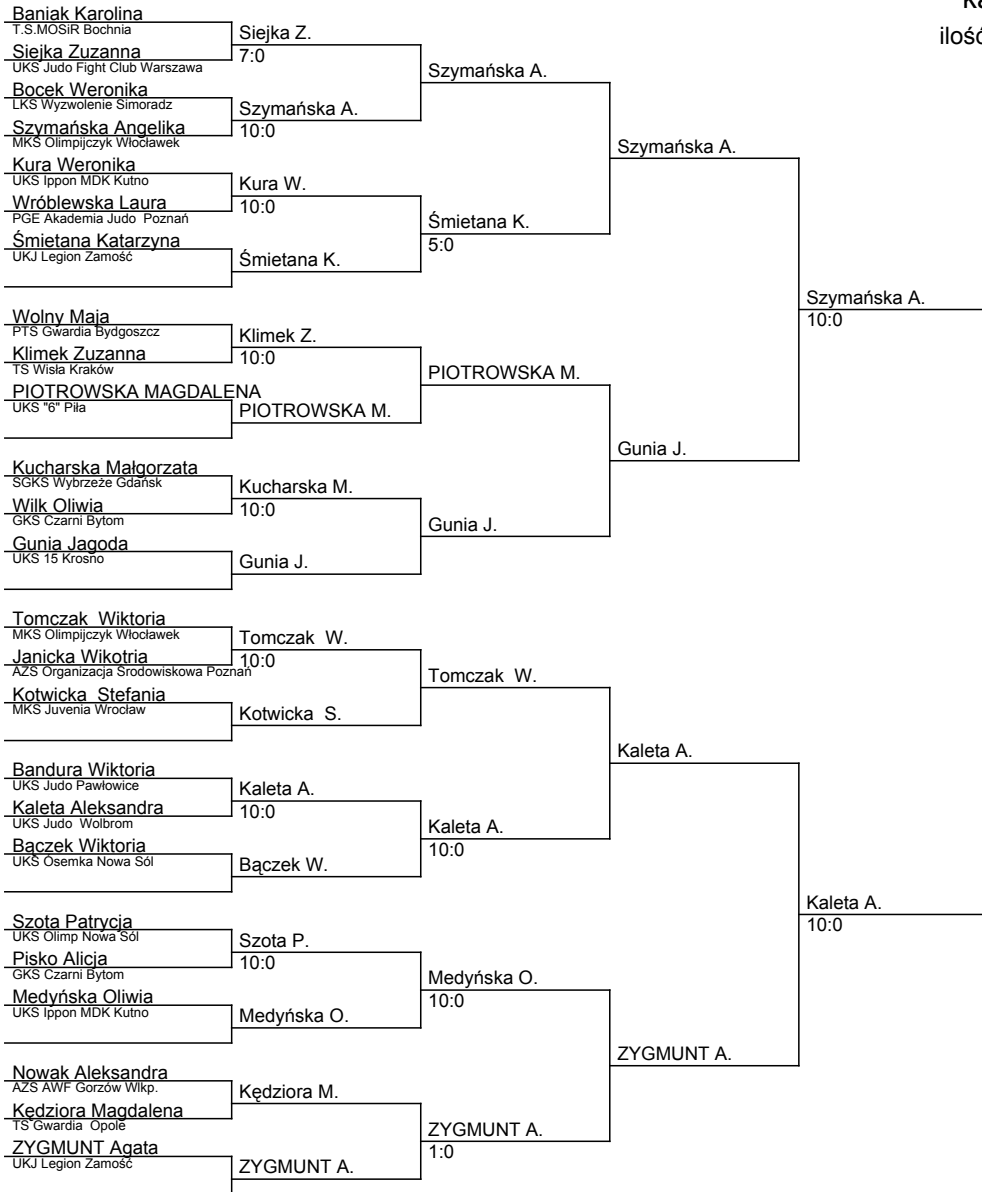 Baniak Karolina
T.S.MOSiR Bochnia
Siejka Zuzanna
UKS Judo Fight Club Warszawa
Bocek Weronika
LKS Wyzwolenie Simoradz
Szymańska Angelika
MKS Olimpijczyk Włocławek
Kura Weronika
UKS Ippon MDK Kutno
Wróblewska Laura
PGE Akademia Judo Poznań
Śmietana Katarzyna
UKJ Legion Zamość
Wolny Maja
PTS Gwardia Bydgoszcz
Klimek Zuzanna
TS Wisła Kraków
PIOTROWSKA MAGDALENA
UKS "6" Piła
Kucharska Małgorzata
SGKS Wybrzeże Gdańsk
Wilk Oliwia
GKS Czarni Bytom
Gunia Jagoda
UKS 15 Krosno
Tomczak Wiktoria
MKS Olimpijczyk Włocławek
Janicka Wikotria
AZS Organizacja Środowiskowa Poznań
Kotwicka Stefania
MKS Juvenia Wrocław
Bandura Wiktoria
UKS Judo Pawłowice
Kaleta Aleksandra
UKS Judo Wolbrom
Bączek Wiktoria
UKS Ósemka Nowa Sól
Szota Patrycja
UKS Olimp Nowa Sól
Pisko Alicja
GKS Czarni Bytom
Medyńska Oliwia
UKS Ippon MDK Kutno
Nowak Aleksandra
AZS AWF Gorzów Wlkp.
Kędziora Magdalena
TS Gwardia Opole
ZYGMUNT Agata
UKJ Legion Zamość
Siejka Z.
7:0
Szymańska A.
10:0
Kura W.
10:0
Śmietana K.
Klimek Z.
10:0
PIOTROWSKA M.
Kucharska M.
10:0
Gunia J.
Tomczak W.
10:0
Kotwicka S.
Kaleta A.
10:0
Bączek W.
Szota P.
10:0
Medyńska O.
Kędziora M.
ZYGMUNT A.
Szymańska A.
Śmietana K.
5:0
PIOTROWSKA M.
Gunia J.
Tomczak W.
Kaleta A.
10:0
Medyńska O.
10:0
ZYGMUNT A.
1:0
Szymańska A.
Gunia J.
Kaleta A.
ZYGMUNT A.
Szymańska A.
10:0
Kaleta A.
10:0
ilość